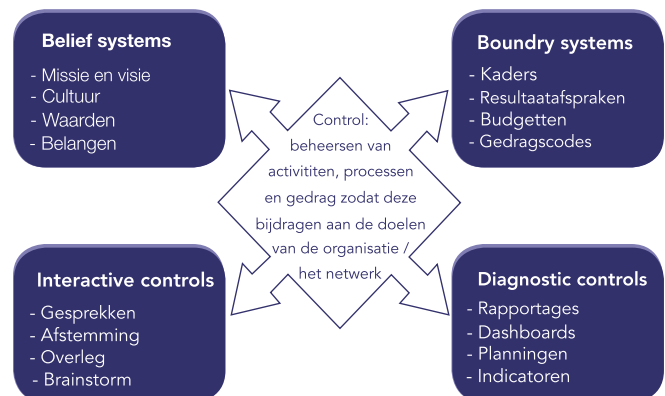 Belief systems
- Missie en visie
- Cultuur
- Waarden
- Belangen
Boundry systems
- Kaders
- Resultaatafspraken
- Budgetten
- Gedragscodes
Control:
beheersen van
activititen, processen
en gedrag zodat deze
bijdragen aan de doelen
van de organisatie /
het netwerk
Interactive controls
- Gesprekken
- Afstemming
- Overleg
- Brainstorm
Diagnostic controls
- Rapportages
- Dashboards
- Planningen
- Indicatoren